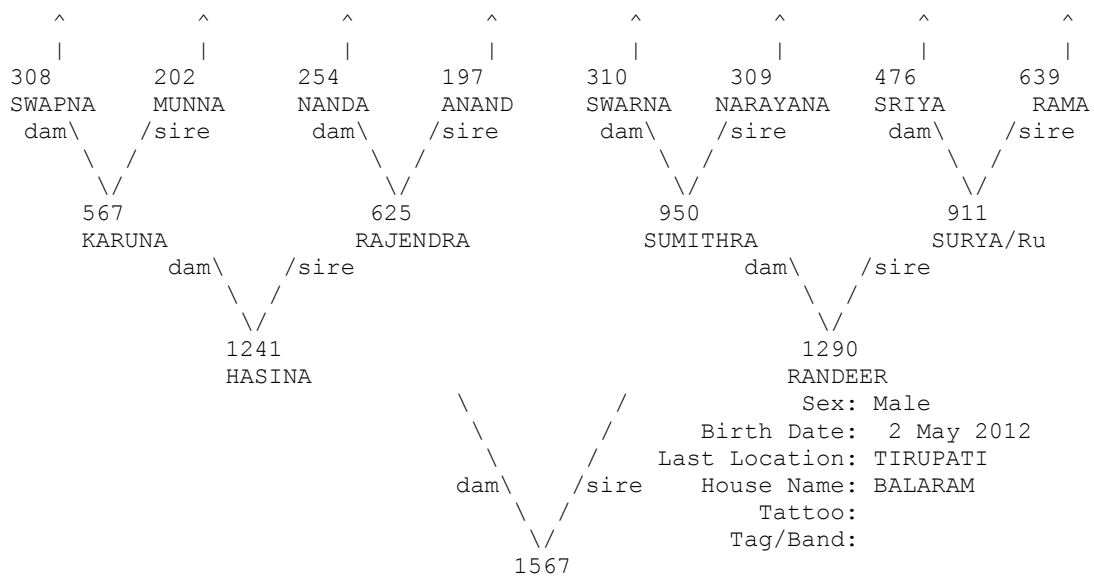 ^ ^ ^ ^ ^ ^ ^ ^
| | | | | | | |
308 202 254 197 310 309 476 639
SWAPNA MUNNA NANDA ANAND SWARNA NARAYANA SRIYA RAMA
dam\ /sire dam\ /sire dam\ /sire dam\ /sire
\ / \ / \ / \ /
\/ \/ \/ \/
567 625 950 911
KARUNA RAJENDRA SUMITHRA SURYA/Ru
dam\ /sire dam\ /sire
\ / \ /
\/ \/
1241 1290
HASINA RANDEER
\ / Sex: Male
\ / Birth Date: 2 May 2012
\ / Last Location: TIRUPATI
dam\ /sire House Name: BALARAM
\ / Tattoo:
\/ Tag/Band:
1567